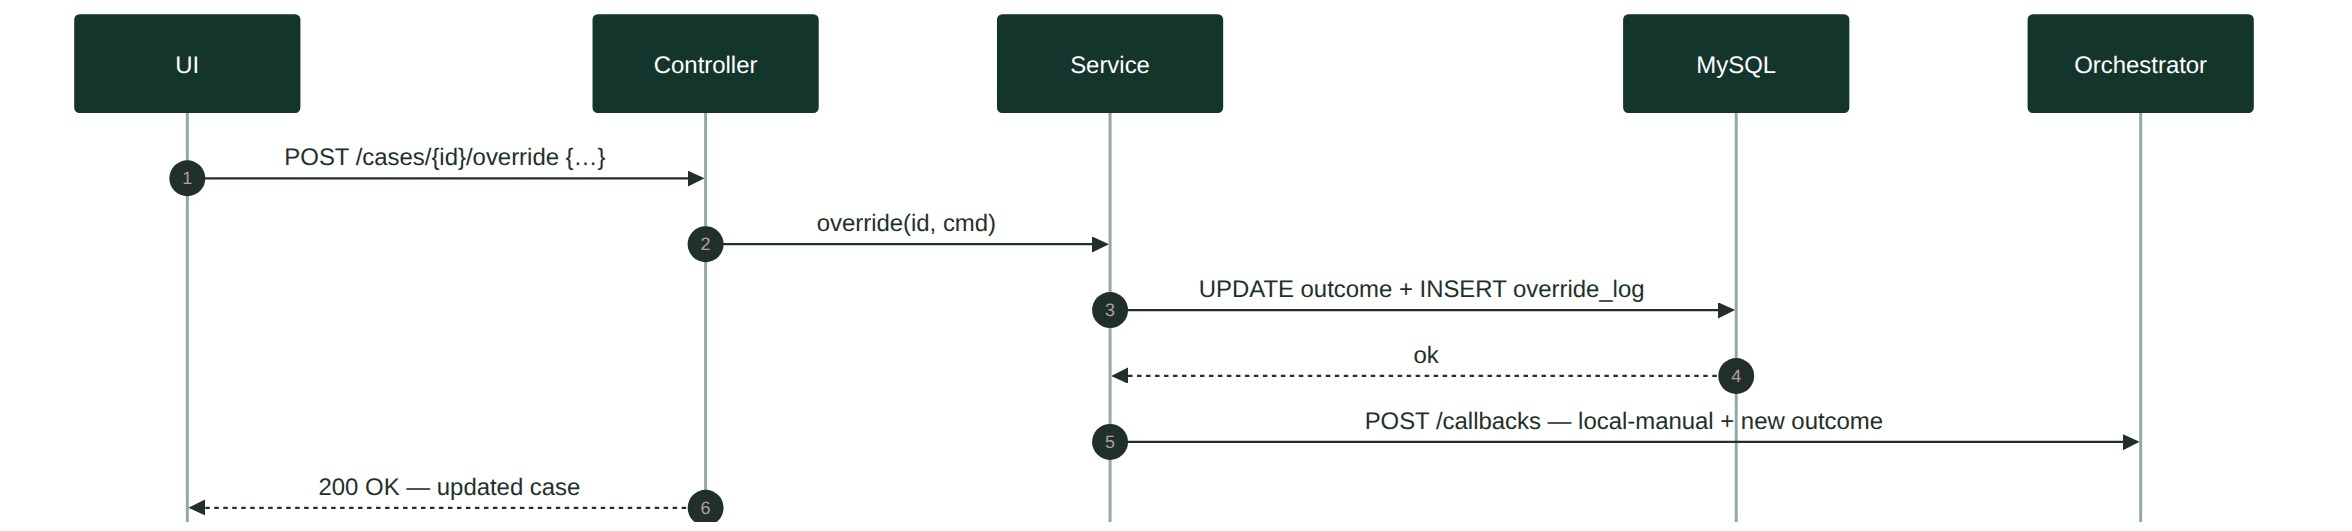 UI
Controller
Service
MySQL
Orchestrator
POST /cases/{id}/override {…}
1
override(id, cmd)
2
UPDATE outcome + INSERT override_log
3
ok
4
POST /callbacks — local-manual + new outcome
5
200 OK — updated case
6